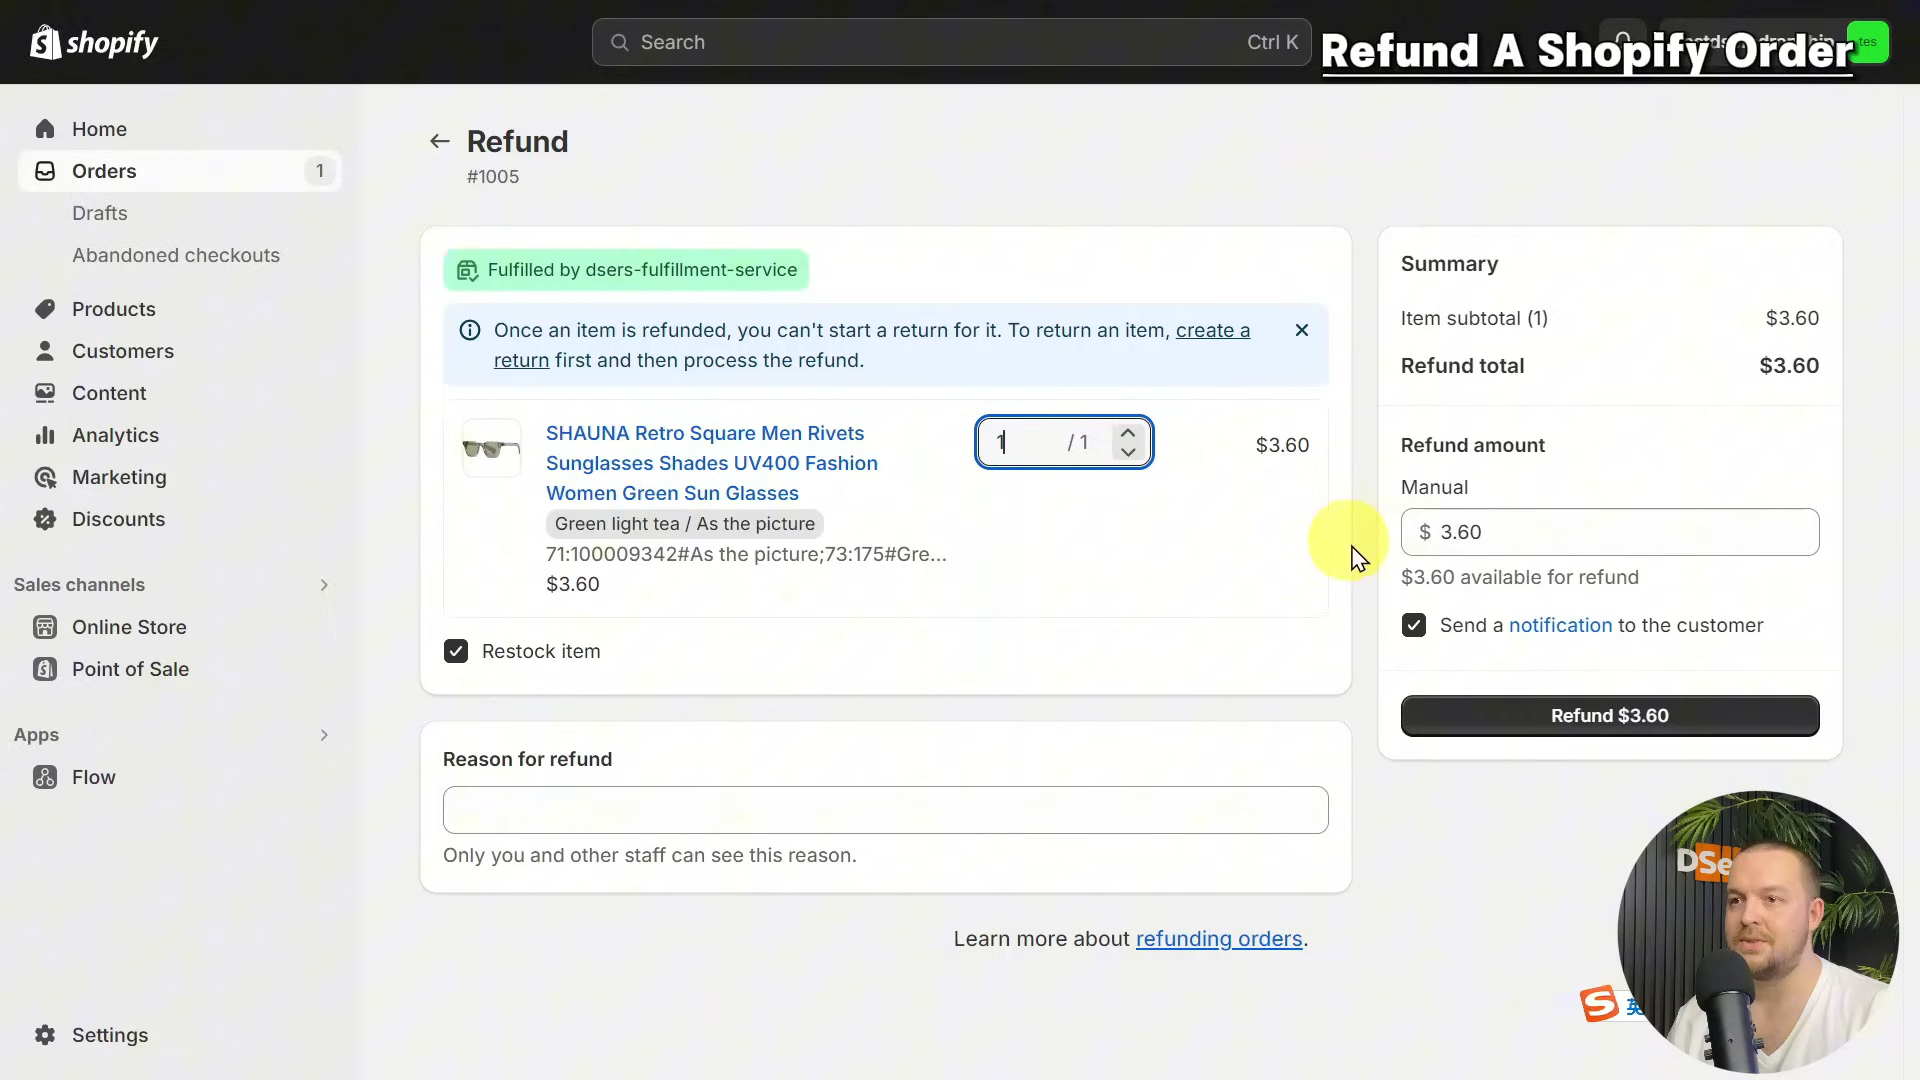 shopify
Search
Ctrl K
Refund A Shopify Order
tes
Home
Orders
1
Drafts
Abandoned checkouts
Products
Customers
Content
Analytics
Marketing
Discounts
Sales channels
Online Store
Point of Sale
Apps
Flow
Settings
Refund
#1005
Fulfilled by dsers-fulfillment-service
Once an item is refunded, you can't start a return for it. To return an item, create a
return first and then process the refund.
SHAUNA Retro Square Men Rivets
Sunglasses Shades UV400 Fashion
Women Green Sun Glasses
Green light tea / As the picture
71:100009342#As the picture;73:175#Gre...
$3.60
1 / 1
$3.60
Restock item
Reason for refund
Only you and other staff can see this reason.
Learn more about refunding orders.
Summary
Item subtotal (1) $3.60
Refund total $3.60
Refund amount
Manual
$ 3.60
$3.60 available for refund
Send a notification to the customer
Refund $3.60
DSe
S
英